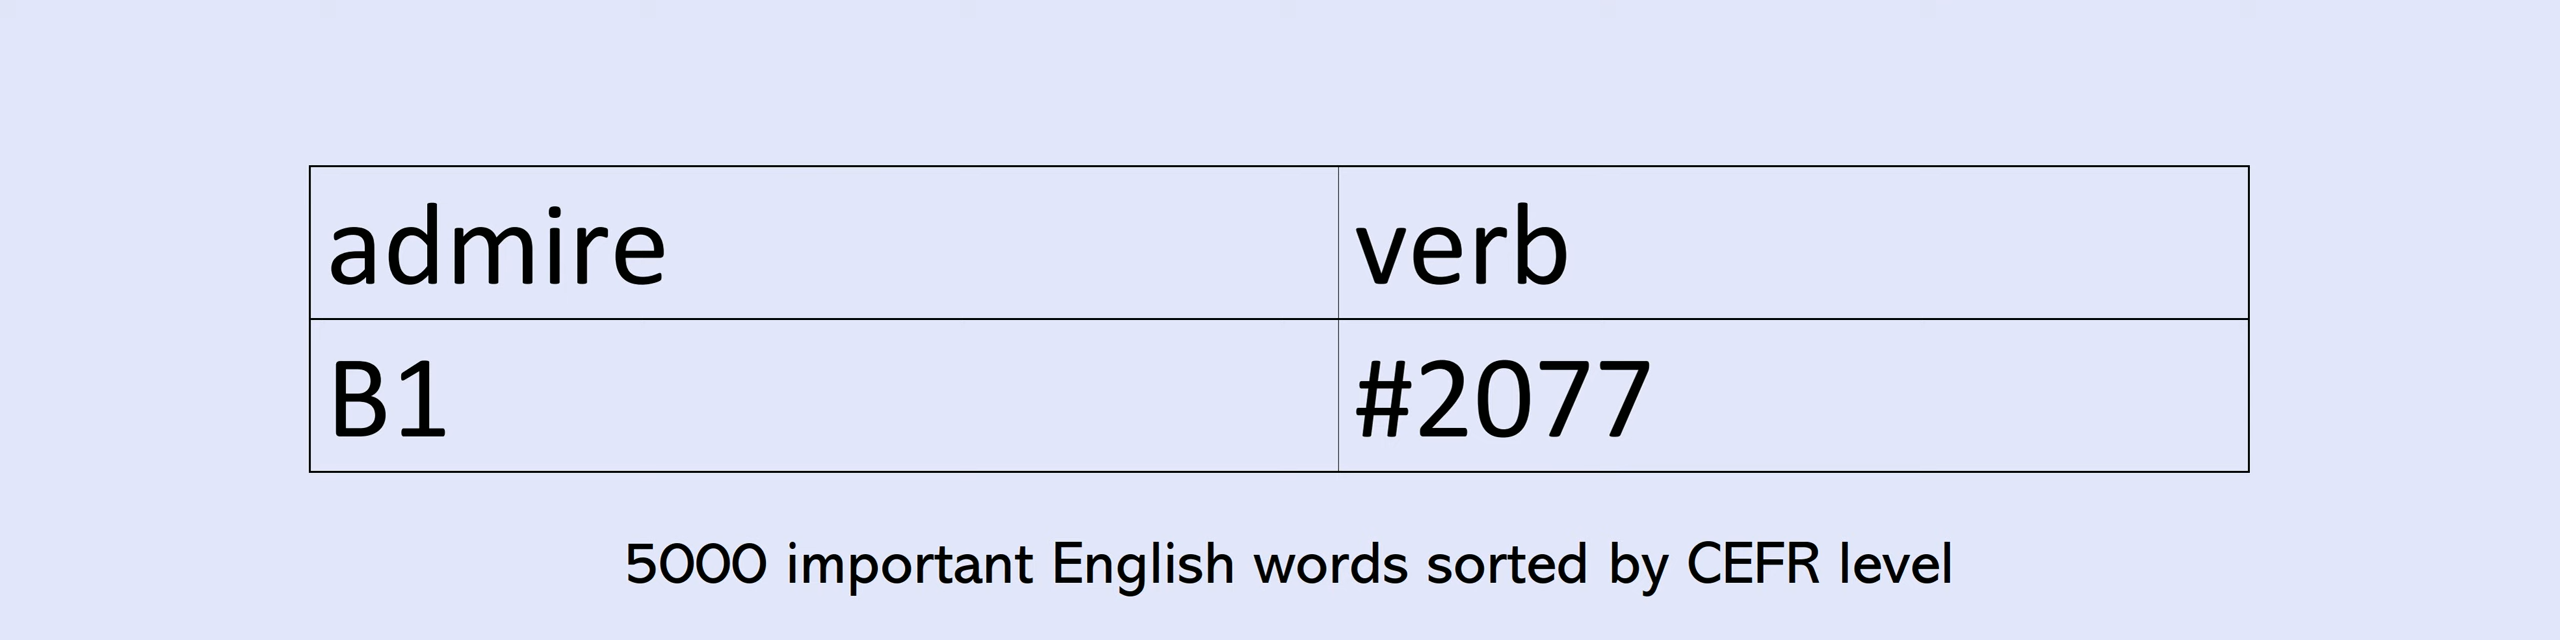 admire verb
B1 #2077
5000 important English words sorted by CEFR level